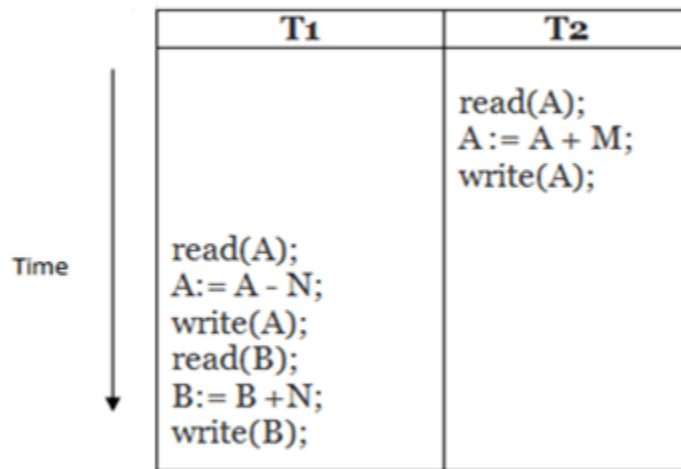 T1 T2
read(A);
A := A + M;
write(A);
Time
read(A);
A:= A - N;
write(A);
read(B);
B:= B +N;
write(B);